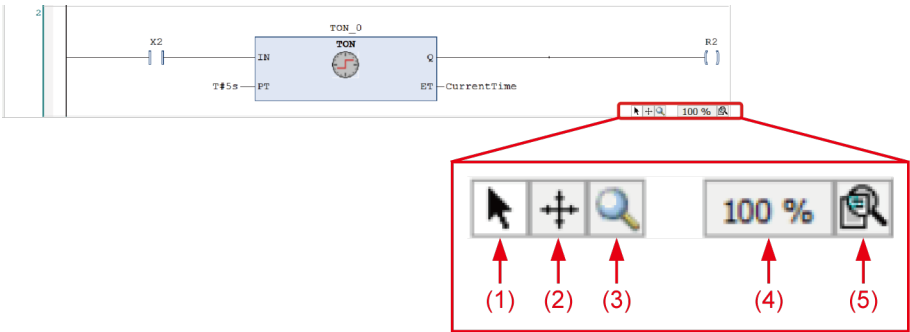 2
TON_0
X2 TON R2
IN Q
T#5s PT ET CurrentTime
100 %
100 %
(1) (2) (3) (4) (5)